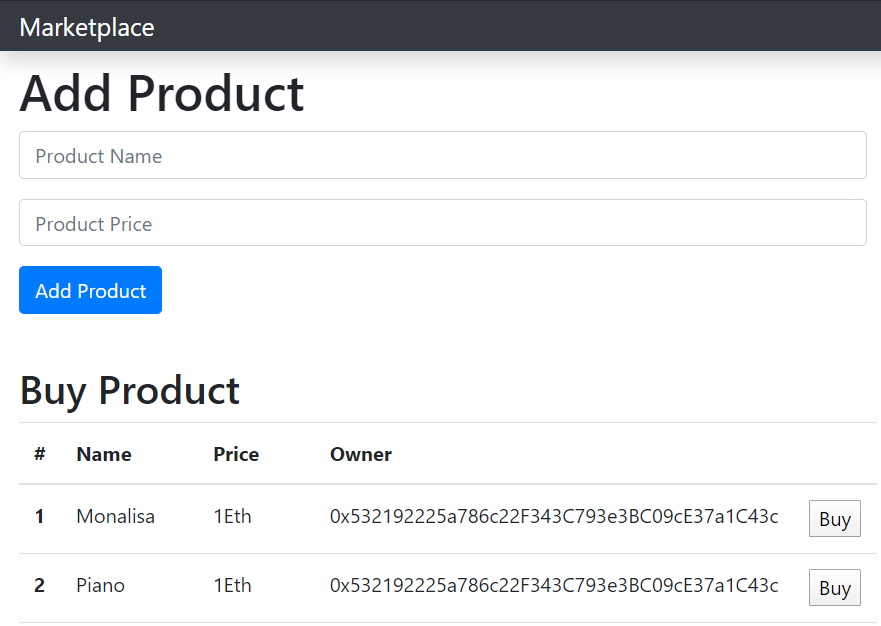 Marketplace
Add Product
Product Name
Product Price
Add Product
Buy Product
# Name Price Owner
1 Monalisa 1Eth 0x532192225a786c22F343C793e3BC09cE37a1C43c Buy
2 Piano 1Eth 0x532192225a786c22F343C793e3BC09cE37a1C43c Buy